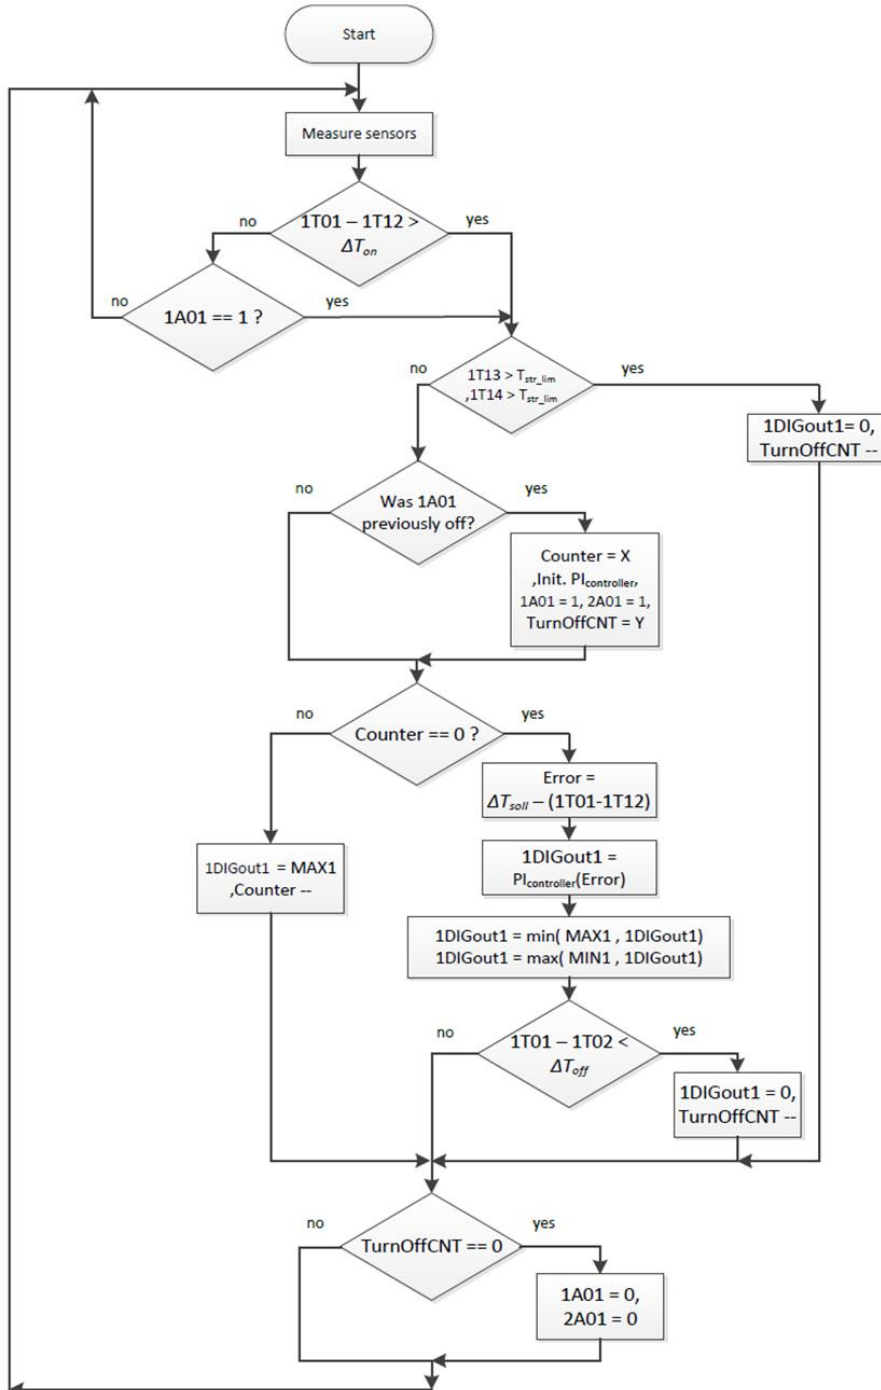 Start
Measure sensors
no
yes
1T01 – 1T12 >
ΔTon
no
yes
1A01 == 1 ?
no
yes
1T13 > Tstr_lim
,1T14 > Tstr_lim
1DIGout1= 0,
TurnOffCNT --
no
yes
Was 1A01
previously off?
Counter = X
,Init. PIcontroller,
1A01 = 1, 2A01 = 1,
TurnOffCNT = Y
no
yes
Counter == 0 ?
Error =
ΔTsoll – (1T01-1T12)
1DIGout1 = MAX1
,Counter --
1DIGout1 =
PIcontroller(Error)
1DIGout1 = min( MAX1 , 1DIGout1)
1DIGout1 = max( MIN1 , 1DIGout1)
no
yes
1T01 – 1T02 <
ΔToff
1DIGout1 = 0,
TurnOffCNT --
no
yes
TurnOffCNT == 0
1A01 = 0,
2A01 = 0